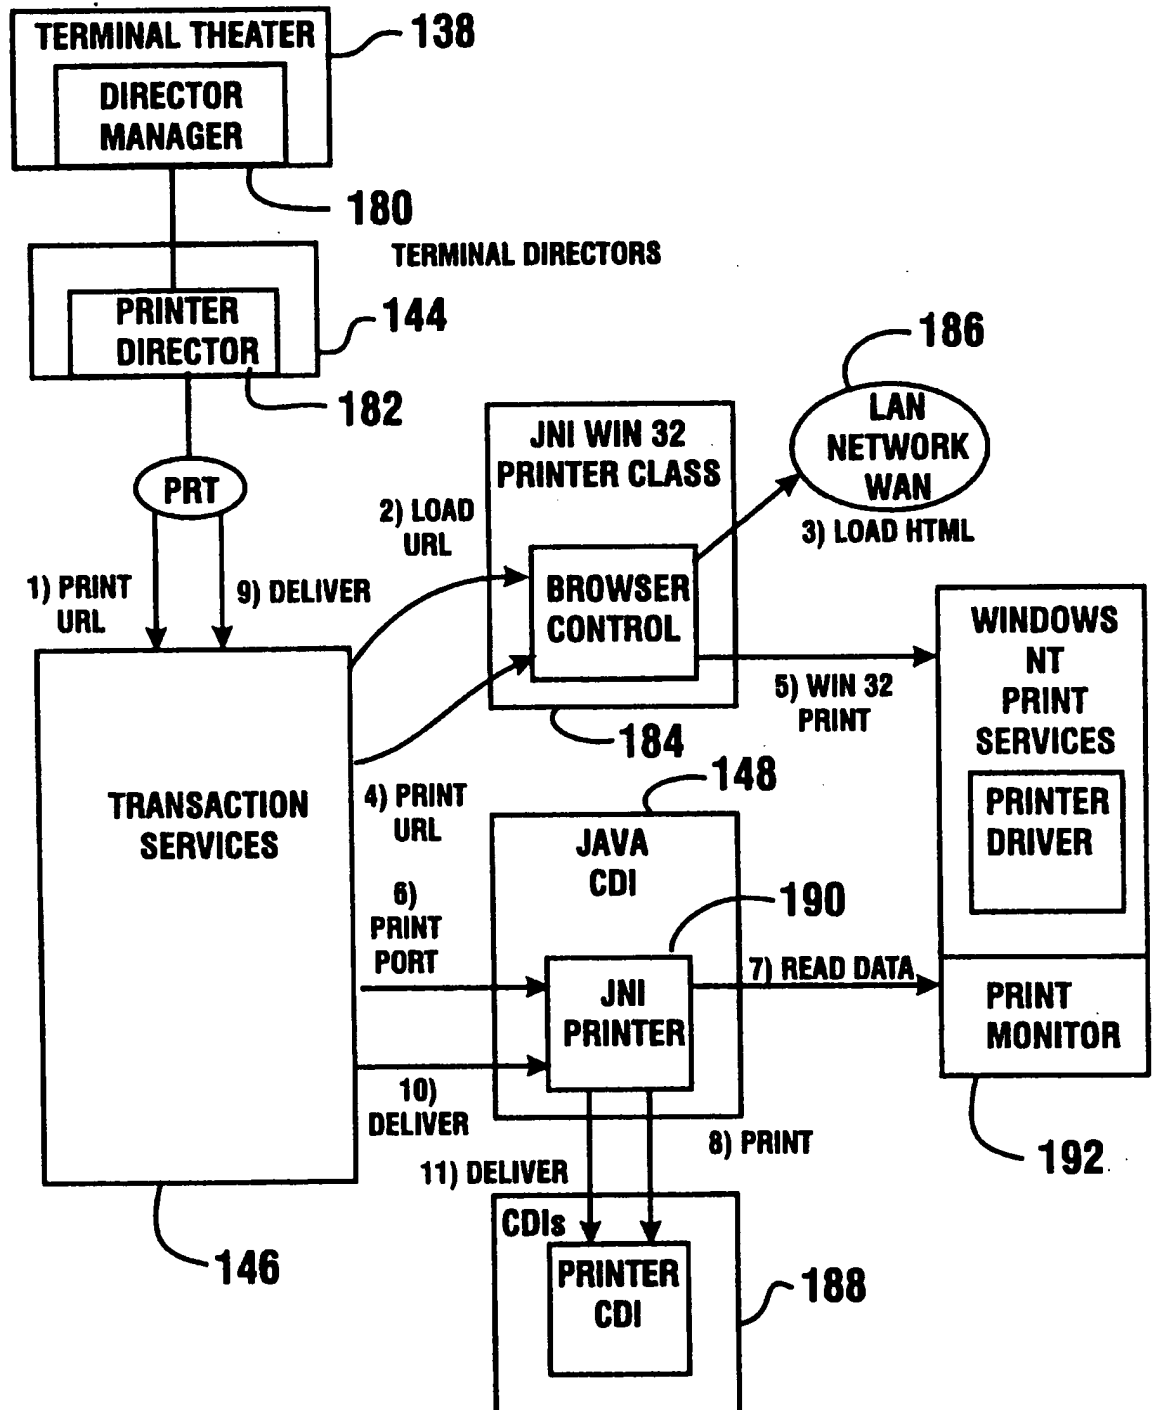 TERMINAL THEATER
138
DIRECTOR
MANAGER
180
TERMINAL DIRECTORS
PRINTER
DIRECTOR
144
182
186
LAN
NETWORK
WAN
JNI WIN 32
PRINTER CLASS
PRT
2) LOAD
URL
3) LOAD HTML
1) PRINT
URL
9) DELIVER
BROWSER
CONTROL
WINDOWS
NT
PRINT
SERVICES
5) WIN 32
PRINT
184
TRANSACTION
SERVICES
4) PRINT
URL
148
PRINTER
DRIVER
JAVA
CDI
190
6)
PRINT
PORT
7) READ DATA
JNI
PRINTER
PRINT
MONITOR
10)
DELIVER
8) PRINT
192
11) DELIVER
CDIs
146
PRINTER
CDI
188